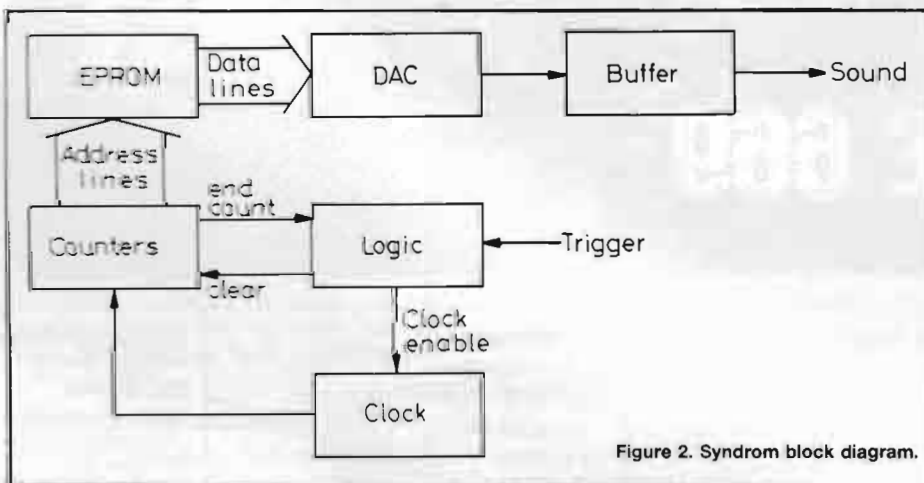 EPROM
Data
lines
DAC
Buffer
Sound
Address
lines
end
count
Counters
Logic
Trigger
clear
Clock
enable
Clock
Figure 2. Syndrom block diagram.